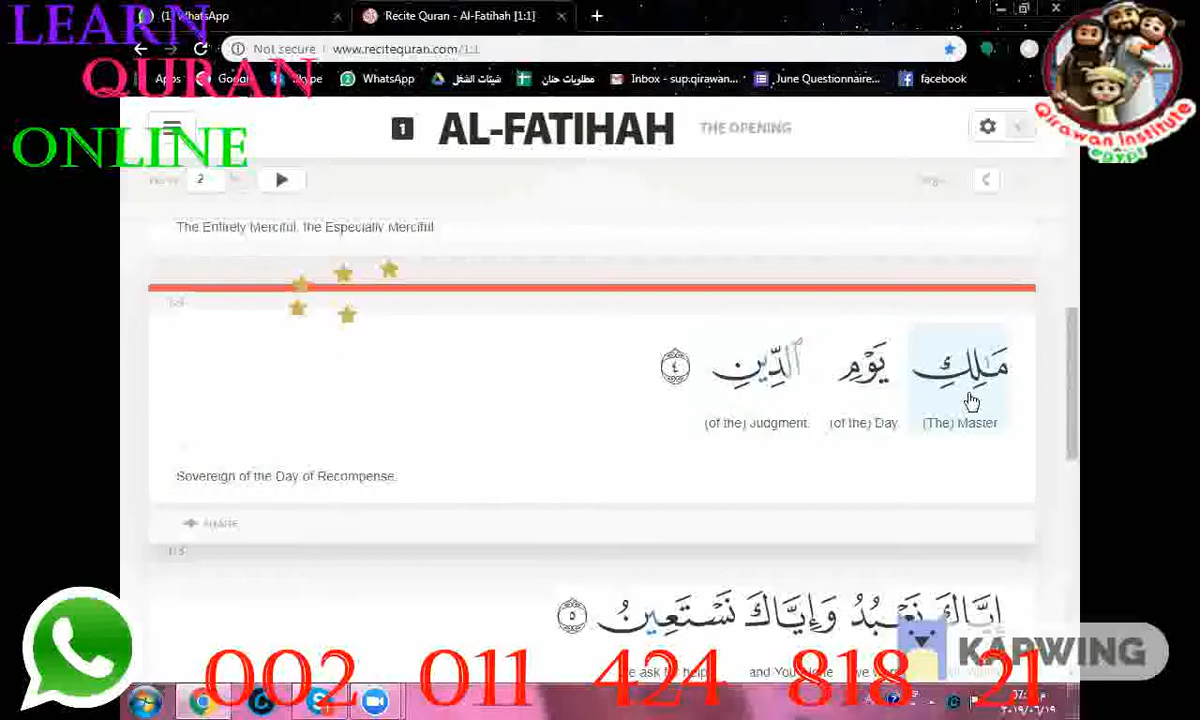 LEARN
QURAN
ONLINE
WhatsApp
Recite Quran - Al-Fatihah [1:1]
Not secure | www.recitequran.com/1:1
Apps Skype WhatsApp شيتات الشغل مطلوبات حنان Inbox - sup.qirawan... June Questionnaire... facebook
Qirawan Institute
egypt
1 AL-FATIHAH THE OPENING
2
The Entirely Merciful, the Especially Merciful
مَـٰلِكِ يَوْمِ ٱلدِّينِ ٤
(The) Master (of the) Day (of the) Judgment.
Sovereign of the Day of Recompense.
SHARE
إِيَّاكَ نَعْبُدُ وَإِيَّاكَ نَسْتَعِينُ ٥
KAPWING
002 011 424 818 21